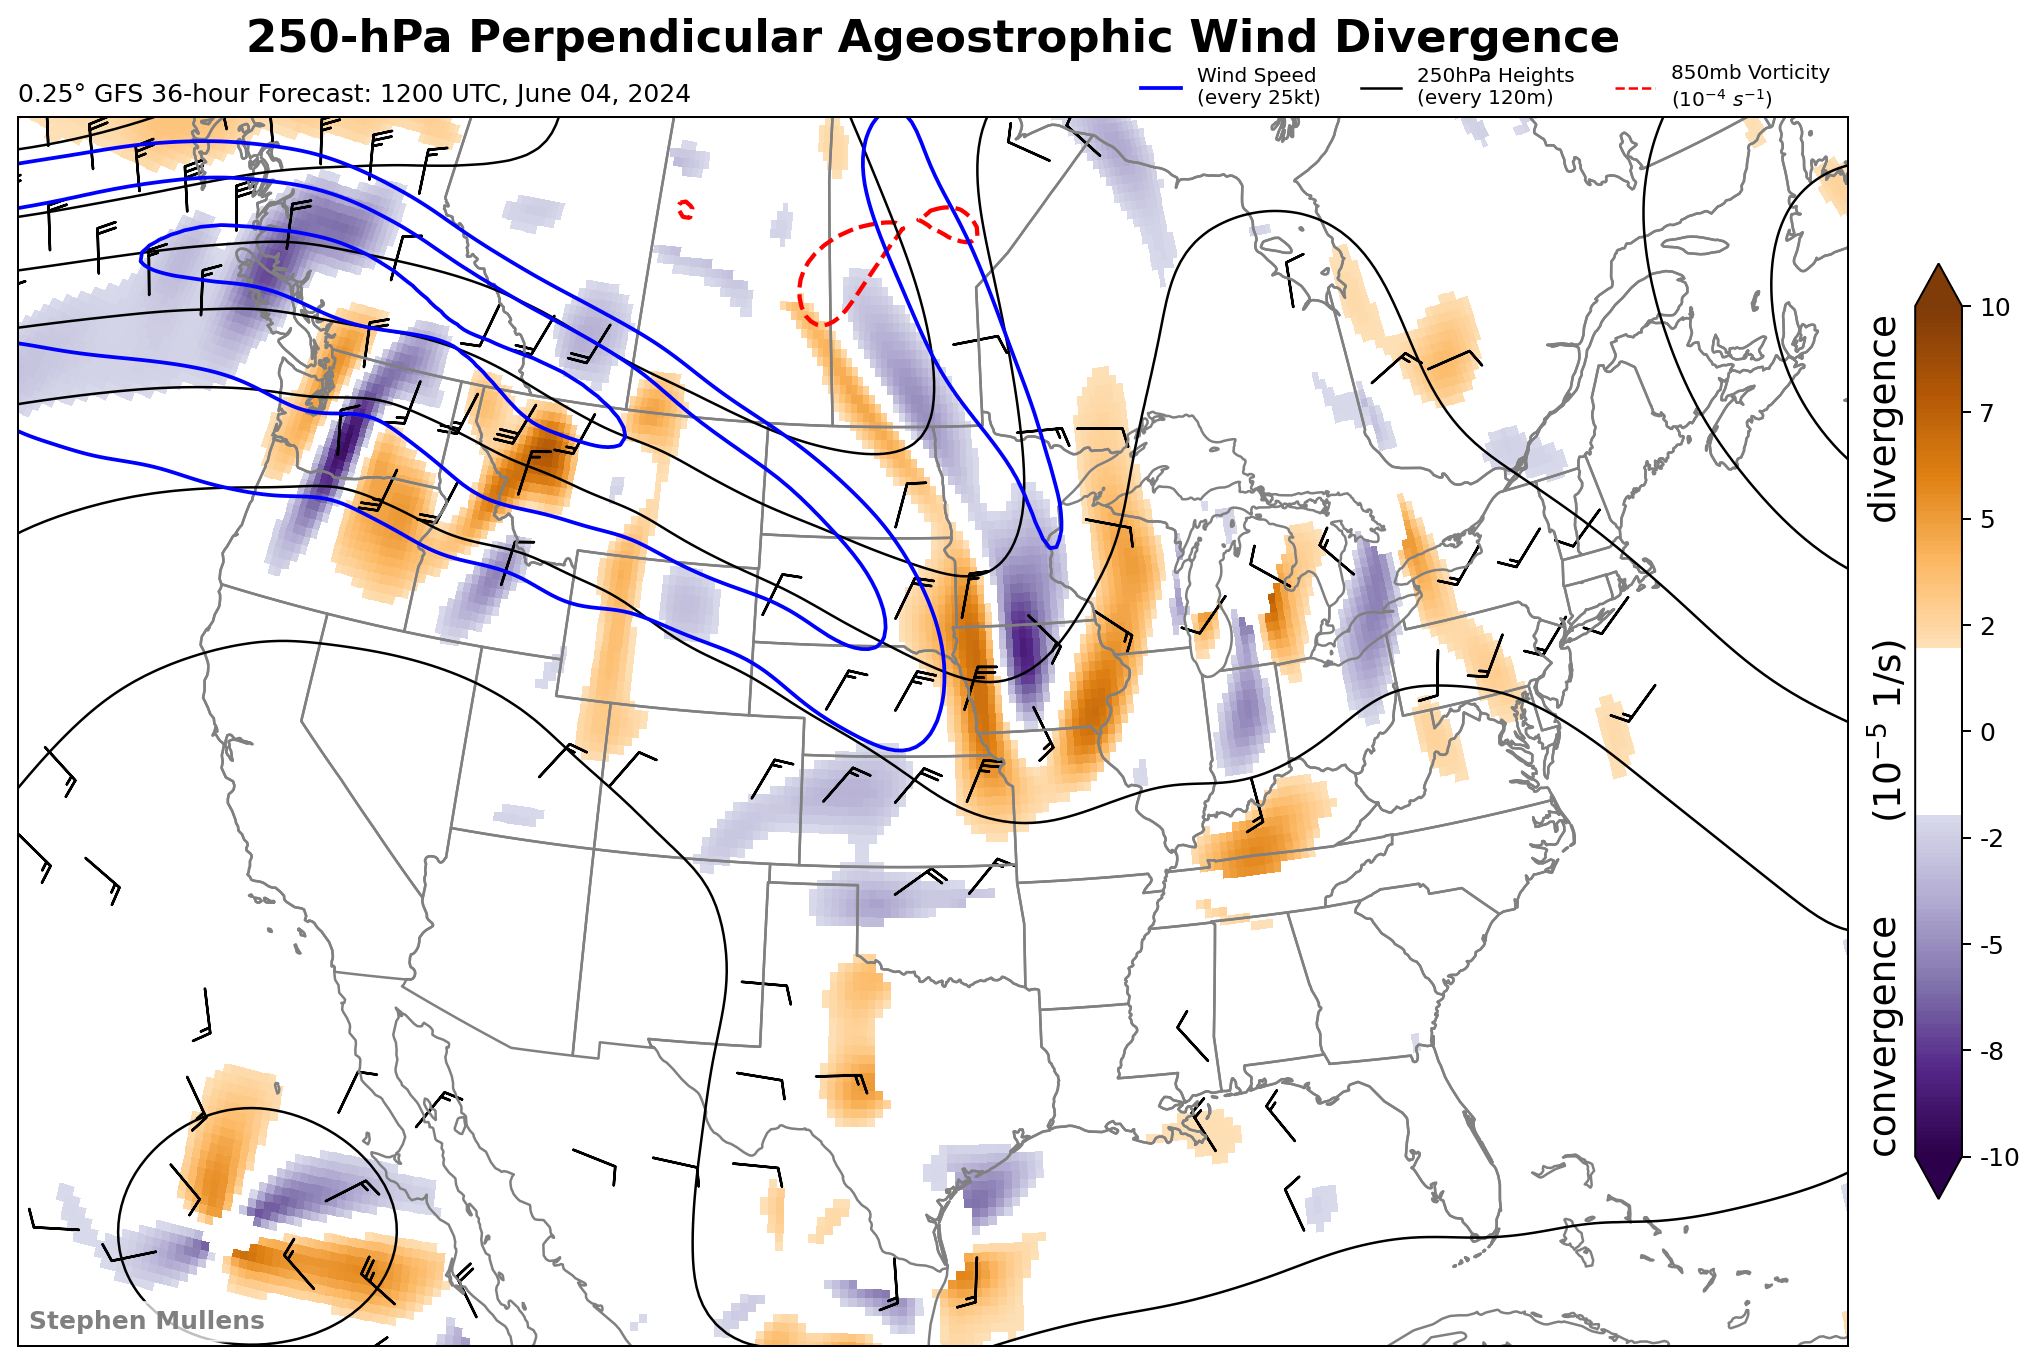 250-hPa Perpendicular Ageostrophic Wind Divergence
0.25° GFS 36-hour Forecast: 1200 UTC, June 04, 2024
Wind Speed
(every 25kt)
250hPa Heights
(every 120m)
850mb Vorticity
(10⁻⁴ s⁻¹)
10
7
5
2
0
-2
-5
-8
-10
convergence (10⁻⁵ 1/s) divergence
Stephen Mullens